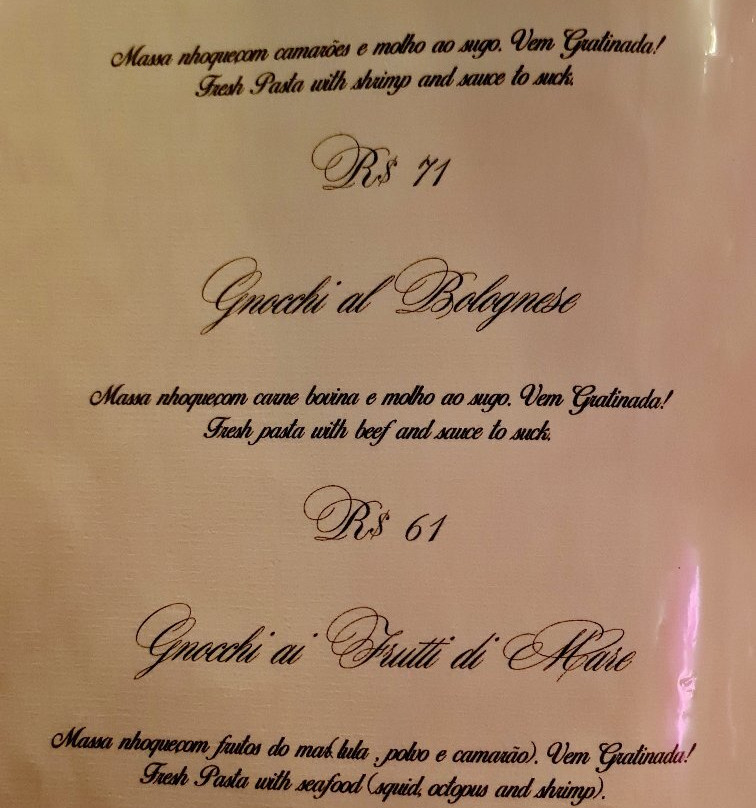 Massa nhoquecom camarões e molho ao sugo. Vem Gratinada!
Fresh Pasta with shrimp and sauce to suck.
R$ 71
Gnocchi al Bolognese
Massa nhoquecom carne bovina e molho ao sugo. Vem Gratinada!
Fresh pasta with beef and sauce to suck.
R$ 61
Gnocchi ai Frutti di Mare
Massa nhoquecom frutos do mar( lula , polvo e camarão). Vem Gratinada!
Fresh Pasta with seafood (squid, octopus and shrimp).